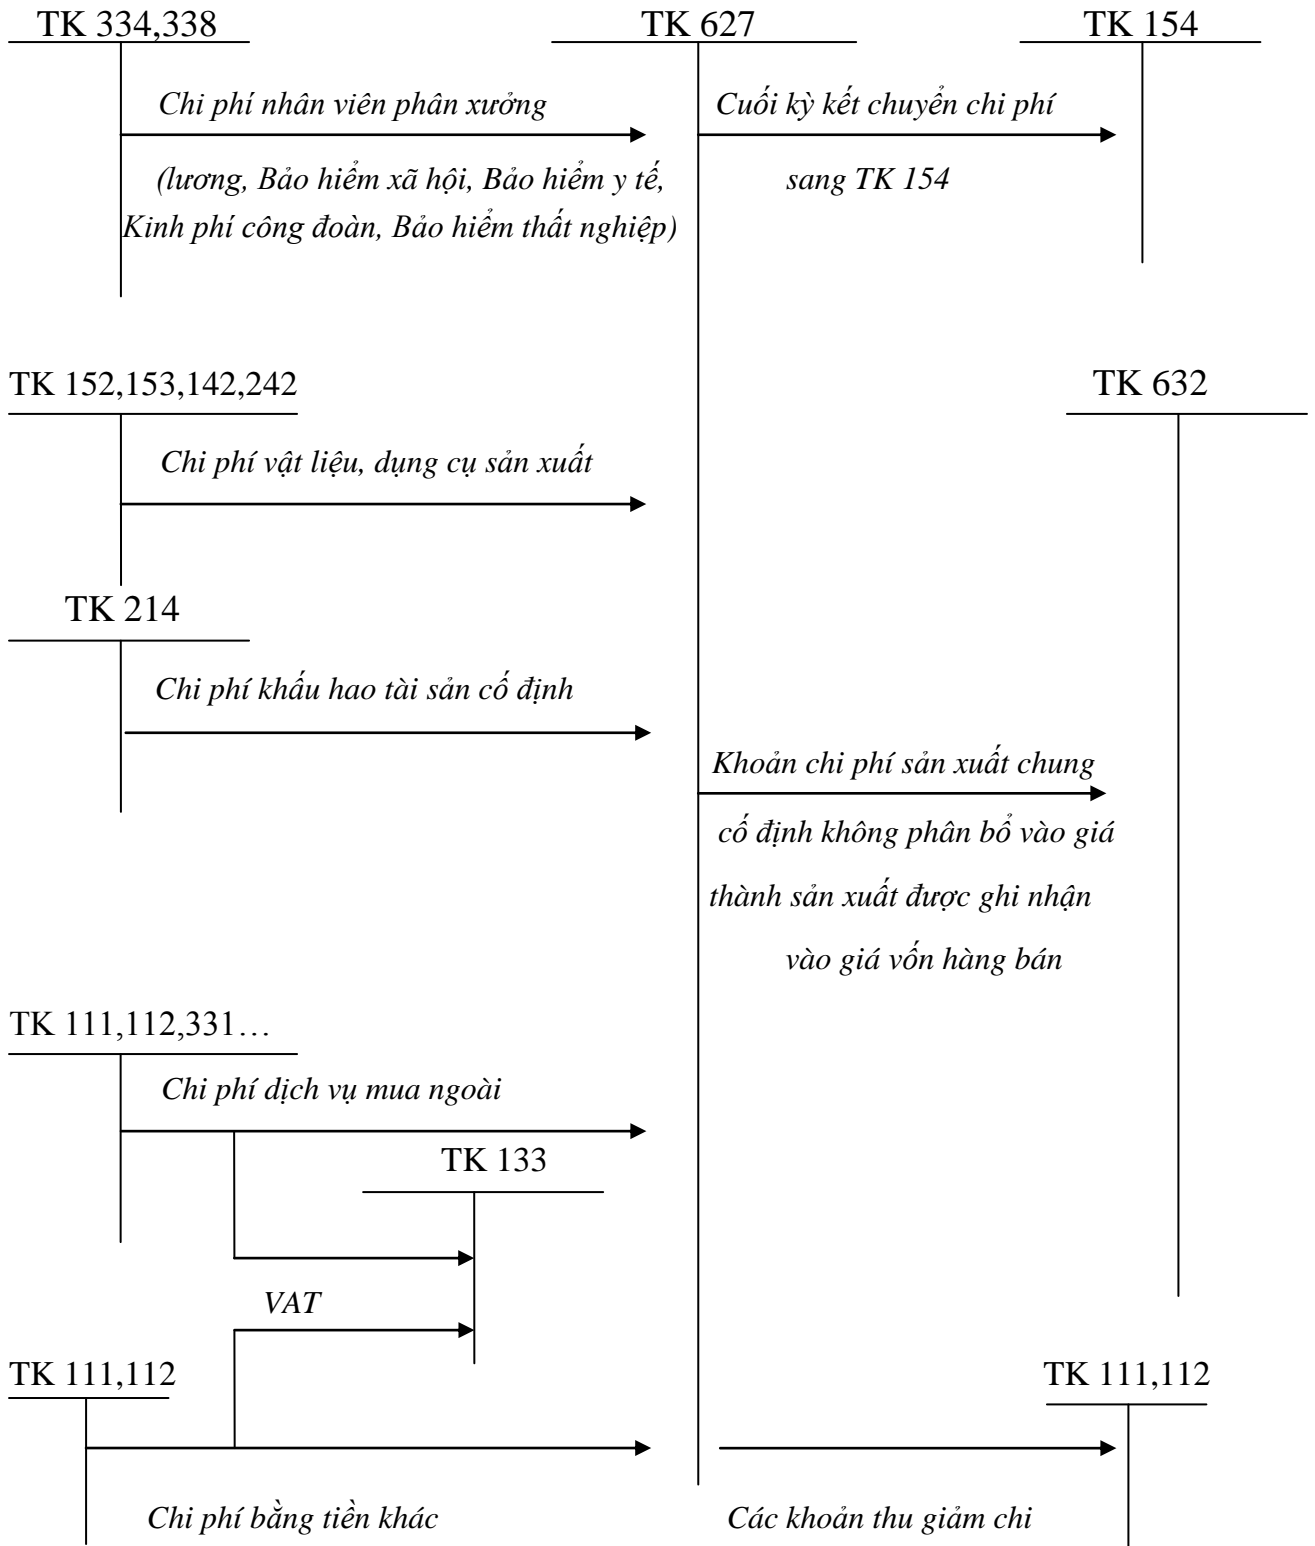 TK 334,338
TK 627
TK 154
Chi phí nhân viên phân xưởng
Cuối kỳ kết chuyển chi phí
(lương, Bảo hiểm xã hội, Bảo hiểm y tế,
sang TK 154
Kinh phí công đoàn, Bảo hiểm thất nghiệp)
TK 152,153,142,242
TK 632
Chi phí vật liệu, dụng cụ sản xuất
TK 214
Chi phí khấu hao tài sản cố định
Khoản chi phí sản xuất chung
cố định không phân bổ vào giá
thành sản xuất được ghi nhận
vào giá vốn hàng bán
TK 111,112,331…
Chi phí dịch vụ mua ngoài
TK 133
VAT
TK 111,112
TK 111,112
Chi phí bằng tiền khác
Các khoản thu giảm chi